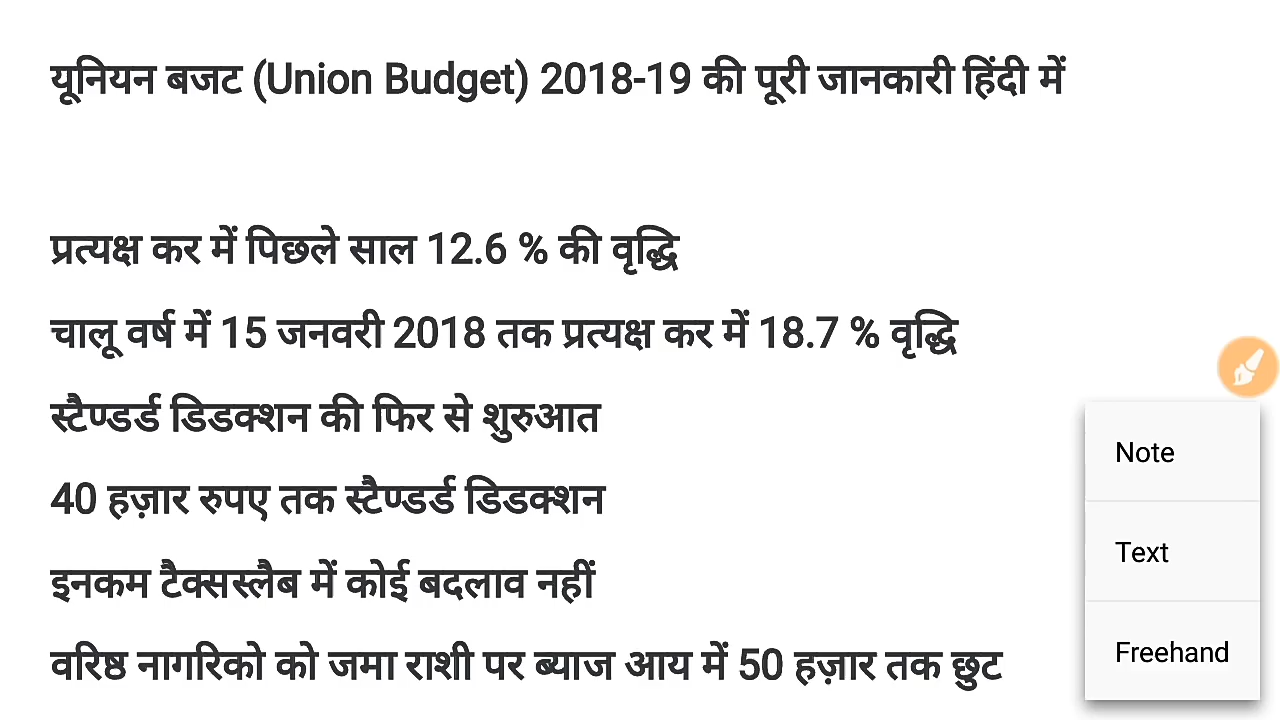 यूनियन बजट (Union Budget) 2018-19 की पूरी जानकारी हिंदी में
प्रत्यक्ष कर में पिछले साल 12.6 % की वृद्धि
चालू वर्ष में 15 जनवरी 2018 तक प्रत्यक्ष कर में 18.7 % वृद्धि
स्टैण्डर्ड डिडक्शन की फिर से शुरुआत
40 हज़ार रुपए तक स्टैण्डर्ड डिडक्शन
इनकम टैक्सस्लैब में कोई बदलाव नहीं
वरिष्ठ नागरिको को जमा राशी पर ब्याज आय में 50 हज़ार तक छुट
Note
Text
Freehand